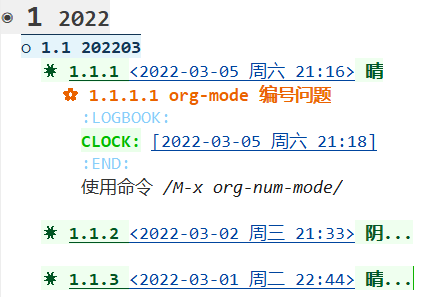 1 2022
1.1 202203
1.1.1 <2022-03-05 周六 21:16> 晴
1.1.1.1 org-mode 编号问题
:LOGBOOK:
CLOCK: [2022-03-05 周六 21:18]
:END:
使用命令 /M-x org-num-mode/
1.1.2 <2022-03-02 周三 21:33> 阴...
1.1.3 <2022-03-01 周二 22:44> 晴...